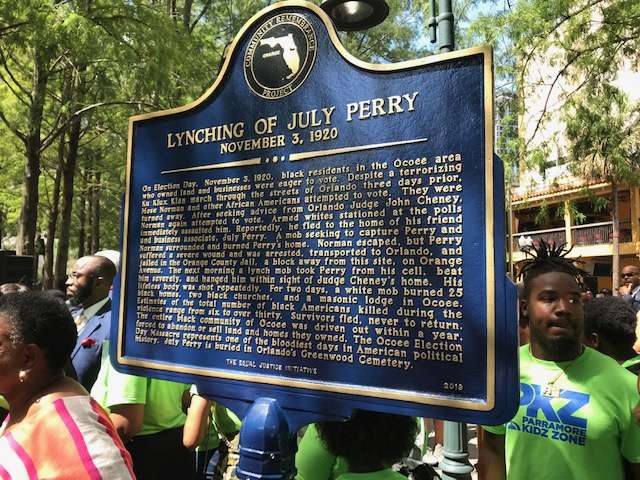 COMMUNITY REMEMBRANCE
PROJECT
LYNCHING OF JULY PERRY
NOVEMBER 3, 1920
On Election Day, November 3, 1920, black residents in the Ocoee area
who owned land and businesses were eager to vote. Despite a terrorizing
Ku Klux Klan march through the streets of Orlando three days prior,
Mose Norman and other African Americans attempted to vote. They were
turned away. After seeking advice from Orlando Judge John Cheney,
Norman again attempted to vote. Armed whites stationed at the polls
immediately assaulted him. Reportedly, he fled to the home of his friend
and business associate, July Perry. A mob seeking to capture Perry and
Norman surrounded and burned Perry's home. Norman escaped, but Perry
suffered a severe wound and was arrested, transported to Orlando, and
jailed in the Orange County Jail, a block away from this site, on Orange
Avenue. The next morning a lynch mob took Perry from his cell, beat
him severely, and hanged him within sight of Judge Cheney's home. His
lifeless body was shot repeatedly. For two days, a white mob burned 25
black homes, two black churches, and a masonic lodge in Ocoee.
Estimates of the total number of black Americans killed during the
violence range from six to over thirty. Survivors fled, never to return.
The entire black community of Ocoee was driven out within a year,
forced to abandon or sell land and homes they owned. The Ocoee Election
Day Massacre represents one of the bloodiest days in American political
history. July Perry is buried in Orlando's Greenwood Cemetery.
THE EQUAL JUSTICE INITIATIVE
2018
PKZ
PARRAMORE
KIDZ ZONE